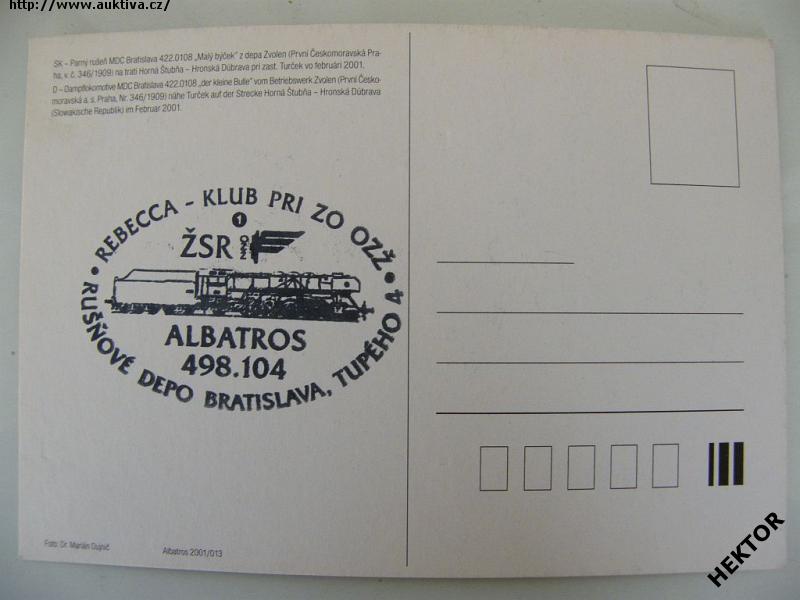 http://www.auktiva.cz/
SK – Parný rušeň MDC Bratislava 422.0108 „Malý býček" z depa Zvolen (První Českomoravská Pra-
ha, v. č. 346/1909) na trati Horná Štubňa – Hronská Dúbrava pri zast. Turček vo februári 2001.
D – Dampflokomotive MDC Bratislava 422.0108 „der kleine Bulle" vom Betriebswerk Zvolen (První Česko-
moravská a. s. Praha, Nr. 346/1909) nähe Turček auf der Strecke Horná Štubňa – Hronská Dúbrava
(Slowakische Republik) im Februar 2001.
REBECCA - KLUB PRI ZO OZŽ
1
ŽSR
ALBATROS
498.104
RUŠŇOVÉ DEPO BRATISLAVA, TUPÉHO 4
Foto: Dr. Marián Dujnič
Albatros 2001/013
HEKTOR